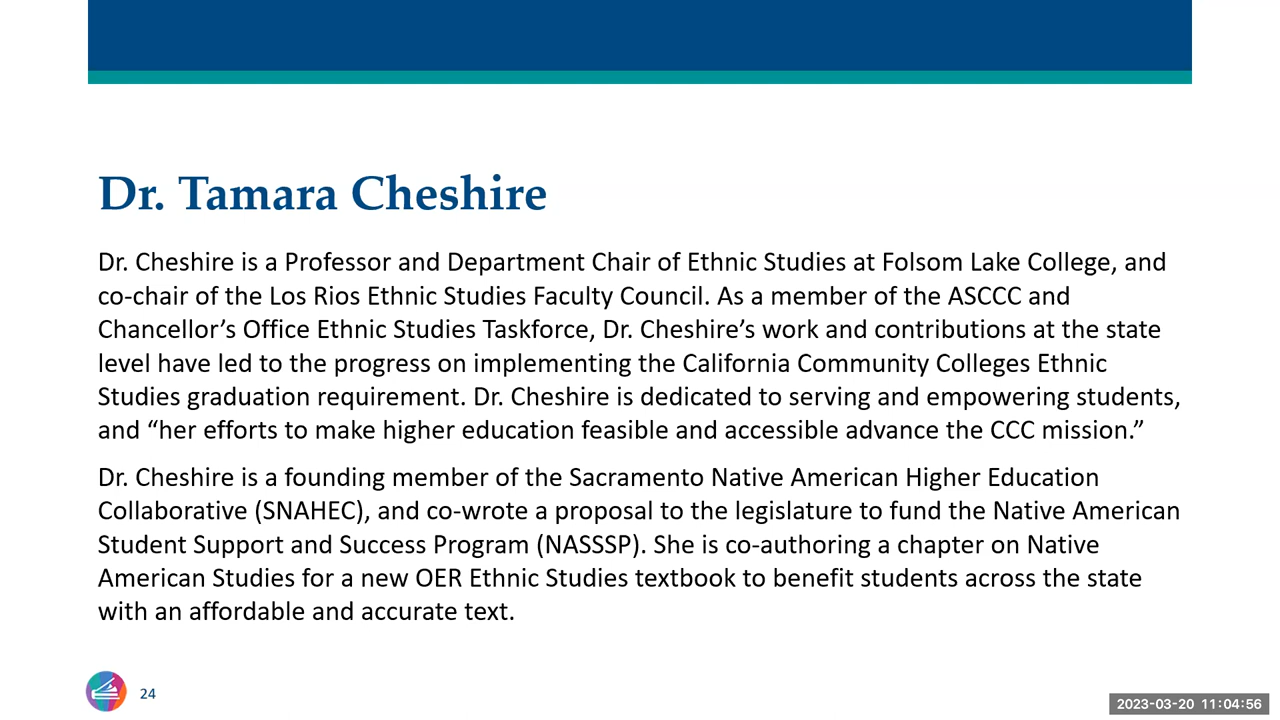 Dr. Tamara Cheshire
Dr. Cheshire is a Professor and Department Chair of Ethnic Studies at Folsom Lake College, and
co-chair of the Los Rios Ethnic Studies Faculty Council. As a member of the ASCCC and
Chancellor’s Office Ethnic Studies Taskforce, Dr. Cheshire’s work and contributions at the state
level have led to the progress on implementing the California Community Colleges Ethnic
Studies graduation requirement. Dr. Cheshire is dedicated to serving and empowering students,
and “her efforts to make higher education feasible and accessible advance the CCC mission.”
Dr. Cheshire is a founding member of the Sacramento Native American Higher Education
Collaborative (SNAHEC), and co-wrote a proposal to the legislature to fund the Native American
Student Support and Success Program (NASSSP). She is co-authoring a chapter on Native
American Studies for a new OER Ethnic Studies textbook to benefit students across the state
with an affordable and accurate text.
24
2023-03-20 11:04:56